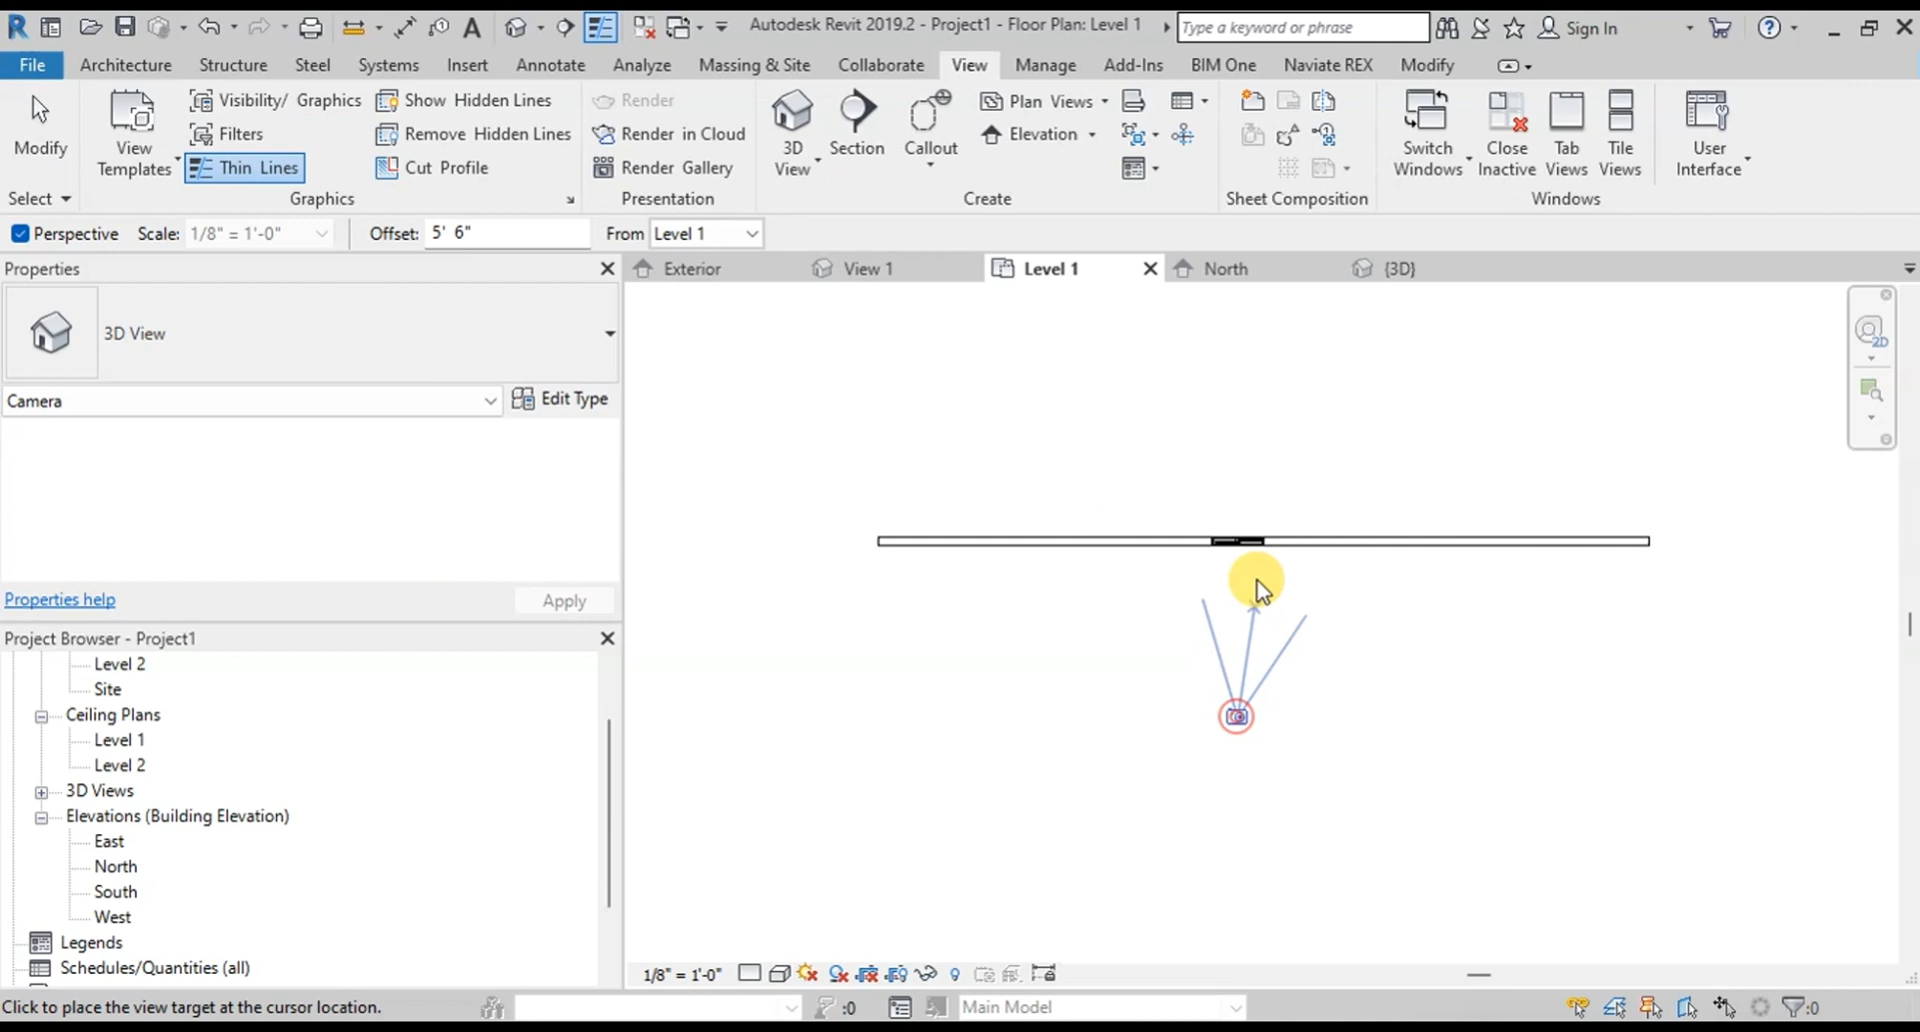 Autodesk Revit 2019.2 - Project1 - Floor Plan: Level 1
Type a keyword or phrase
Sign In
File Architecture Structure Steel Systems Insert Annotate Analyze Massing & Site Collaborate View Manage Add-Ins BIM One Naviate REX Modify
Modify
View Templates
Visibility/ Graphics
Filters
Thin Lines
Show Hidden Lines
Remove Hidden Lines
Cut Profile
Render
Render in Cloud
Render Gallery
3D View
Section
Callout
Plan Views
Elevation
Switch Windows
Close Inactive
Tab Views
Tile Views
User Interface
Select Graphics Presentation Create Sheet Composition Windows
Perspective Scale: 1/8" = 1'-0" Offset: 5' 6" From Level 1
Properties
Exterior View 1 Level 1 North {3D}
3D View
2D
Camera Edit Type
Properties help Apply
Project Browser - Project1
Level 2
Site
Ceiling Plans
Level 1
Level 2
3D Views
Elevations (Building Elevation)
East
North
South
West
Legends
Schedules/Quantities (all)
1/8" = 1'-0"
Click to place the view target at the cursor location.
:0
Main Model
:0